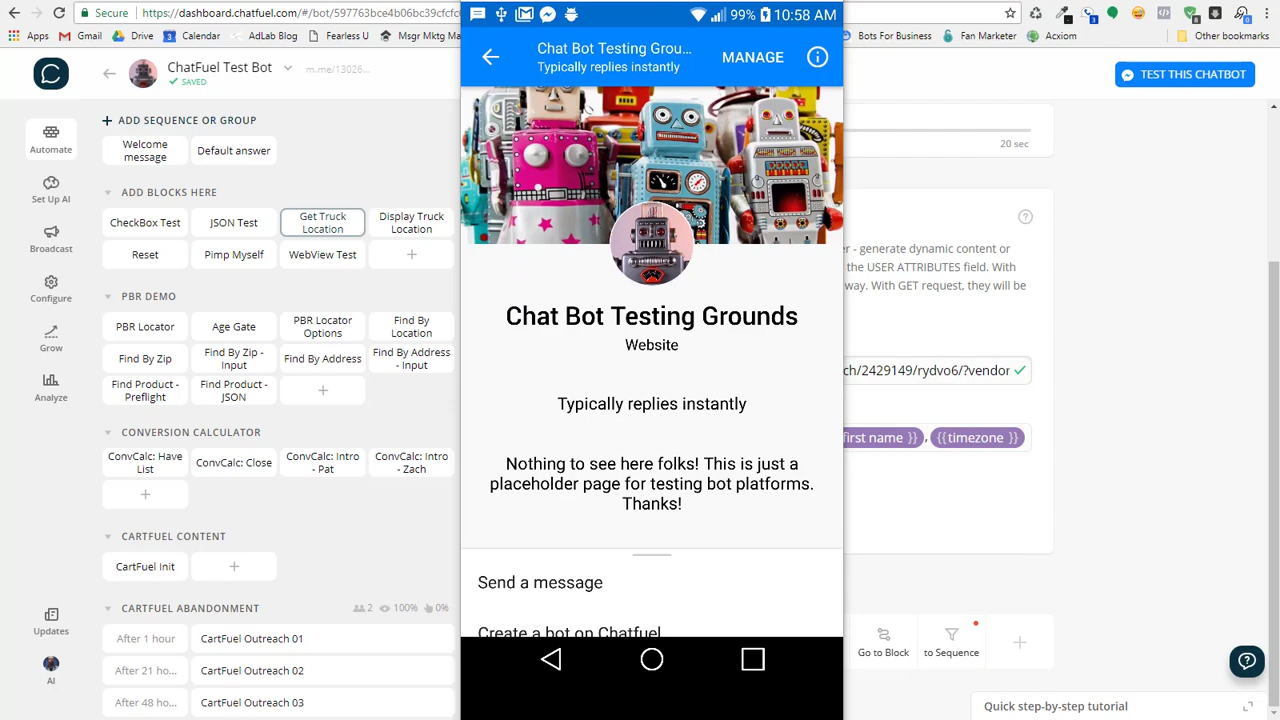 Secure
https://dashboard.chatfuel.com/#/bot/597763bce4b06bc39cfcfc
Apps
Gmail
Drive
Calendar
AdLab Blog
Fearless U
Msgr Mktg Ma
Bots For Business
Fan Marketer
Acxiom
Other bookmarks
99%
10:58 AM
Chat Bot Testing Grou...
Typically replies instantly
MANAGE
ChatFuel Test Bot
SAVED
m.me/13026...
TEST THIS CHATBOT
Automate
Set Up AI
Broadcast
Configure
Grow
Analyze
Updates
AI
+ ADD SEQUENCE OR GROUP
Welcome
message
Default answer
ADD BLOCKS HERE
CheckBox Test
JSON Test
Get Truck
Location
Display Truck
Location
Reset
Pimp Myself
WebView Test
+
PBR DEMO
PBR Locator
Age Gate
PBR Locator
Options
Find By
Location
Find By Zip
Find By Zip -
Input
Find By Address
Find By Address
- Input
Find Product -
Preflight
Find Product -
JSON
+
CONVERSION CALCULATOR
ConvCalc: Have
List
ConvCalc: Close
ConvCalc: Intro
- Pat
ConvCalc: Intro
- Zach
+
CARTFUEL CONTENT
CartFuel Init
+
CARTFUEL ABANDONMENT
2
100%
0%
After 1 hour
CartFuel Outreach 01
After 21 ho...
CartFuel Outreach 02
After 48 ho...
CartFuel Outreach 03
Chat Bot Testing Grounds
Website
Typically replies instantly
Nothing to see here folks! This is just a
placeholder page for testing bot platforms.
Thanks!
Send a message
Create a bot on Chatfuel
20 sec
er - generate dynamic content or
the USER ATTRIBUTES field. With
way. With GET request, they will be
ch/2429149/rydvo6/?vendor
first name }} , {{timezone }}
Go to Block
to Sequence
+
Quick step-by-step tutorial